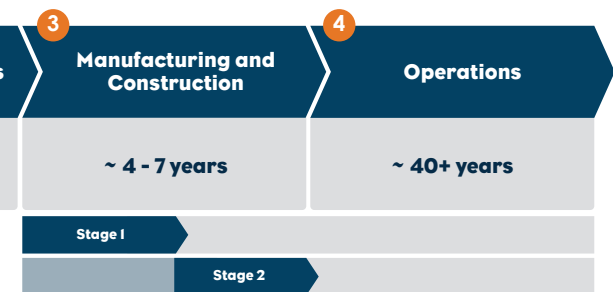 3
4
s
Manufacturing and
Construction
Operations
~ 4 - 7 years
~ 40+ years
Stage 1
Stage 2